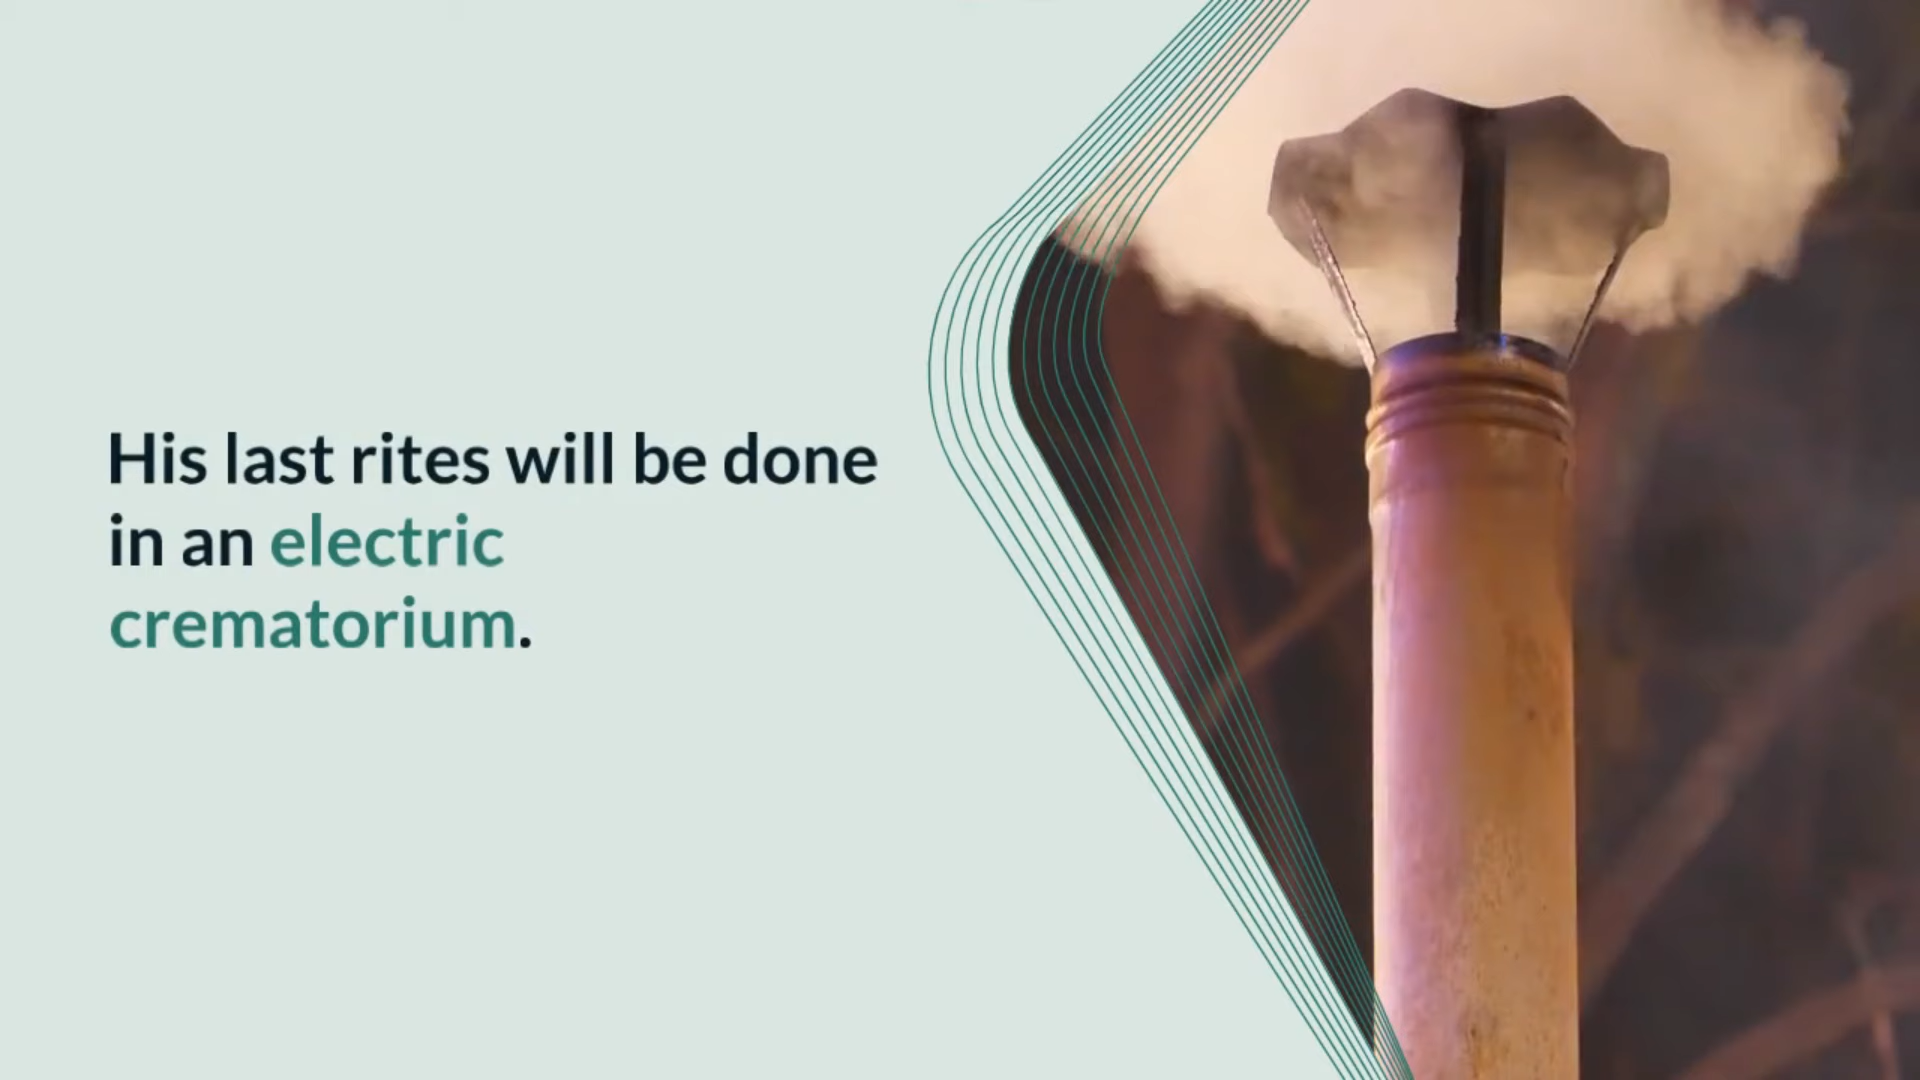 His last rites will be done
in an electric
crematorium.